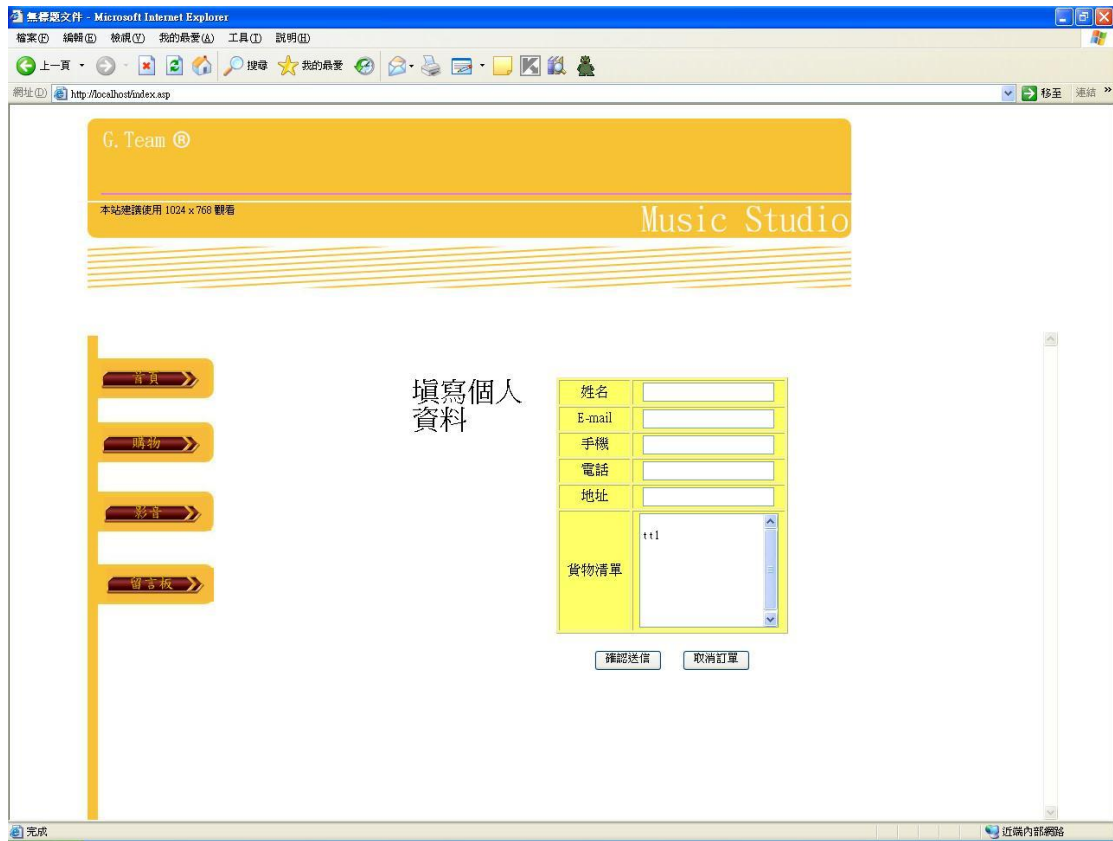 無標題文件 - Microsoft Internet Explorer
檔案(F) 編輯(E) 檢視(V) 我的最愛(A) 工具(T) 說明(H)
上一頁 搜尋 我的最愛
網址(D) http://localhost/index.asp 移至 連結 »
G. Team ®
本站建議使用 1024 x 768 觀看
Music Studio
首頁
購物
影音
留言板
填寫個人
資料
姓名
E-mail
手機
電話
地址
貨物清單
ttl
確認送信 取消訂單
完成 近端內部網路